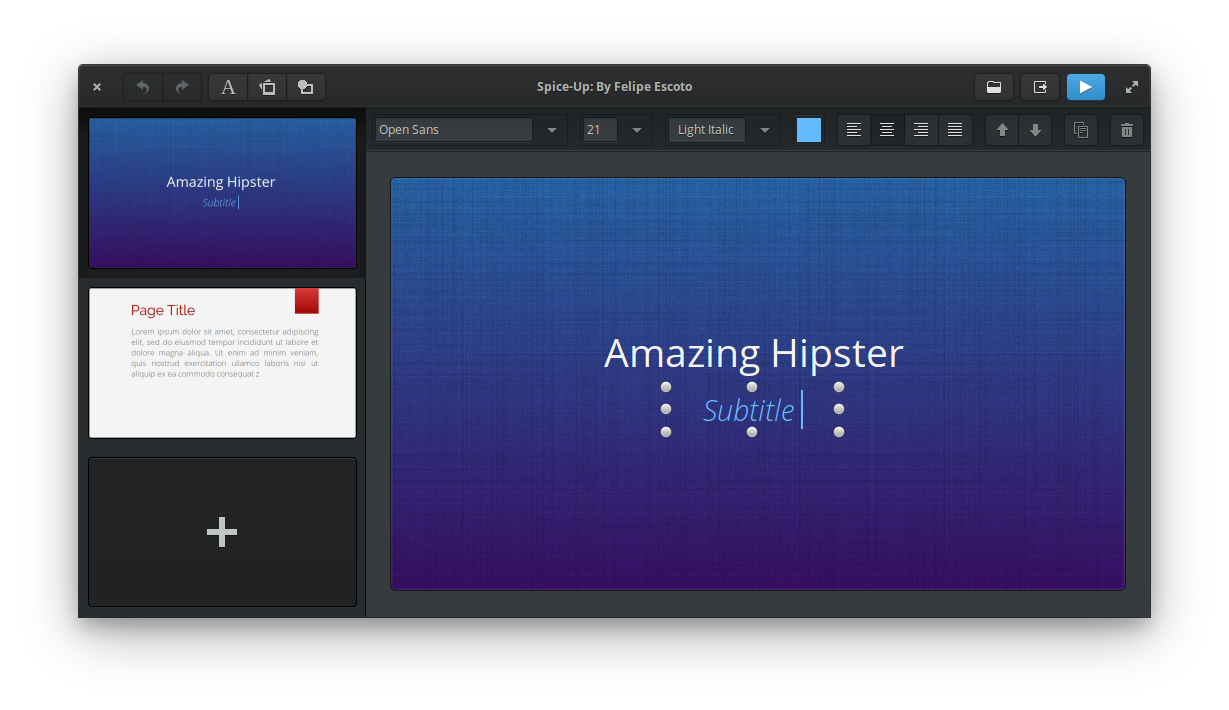 A
Spice-Up: By Felipe Escoto
Open Sans
21
Light Italic
Amazing Hipster
Subtitle
Page Title
Lorem ipsum dolor sit amet, consectetur adipiscing
elit, sed do eiusmod tempor incididunt ut labore et
dolore magna aliqua. Ut enim ad minim veniam,
quis nostrud exercitation ullamco laboris nisi ut
aliquip ex ea commodo consequat z
Amazing Hipster
Subtitle